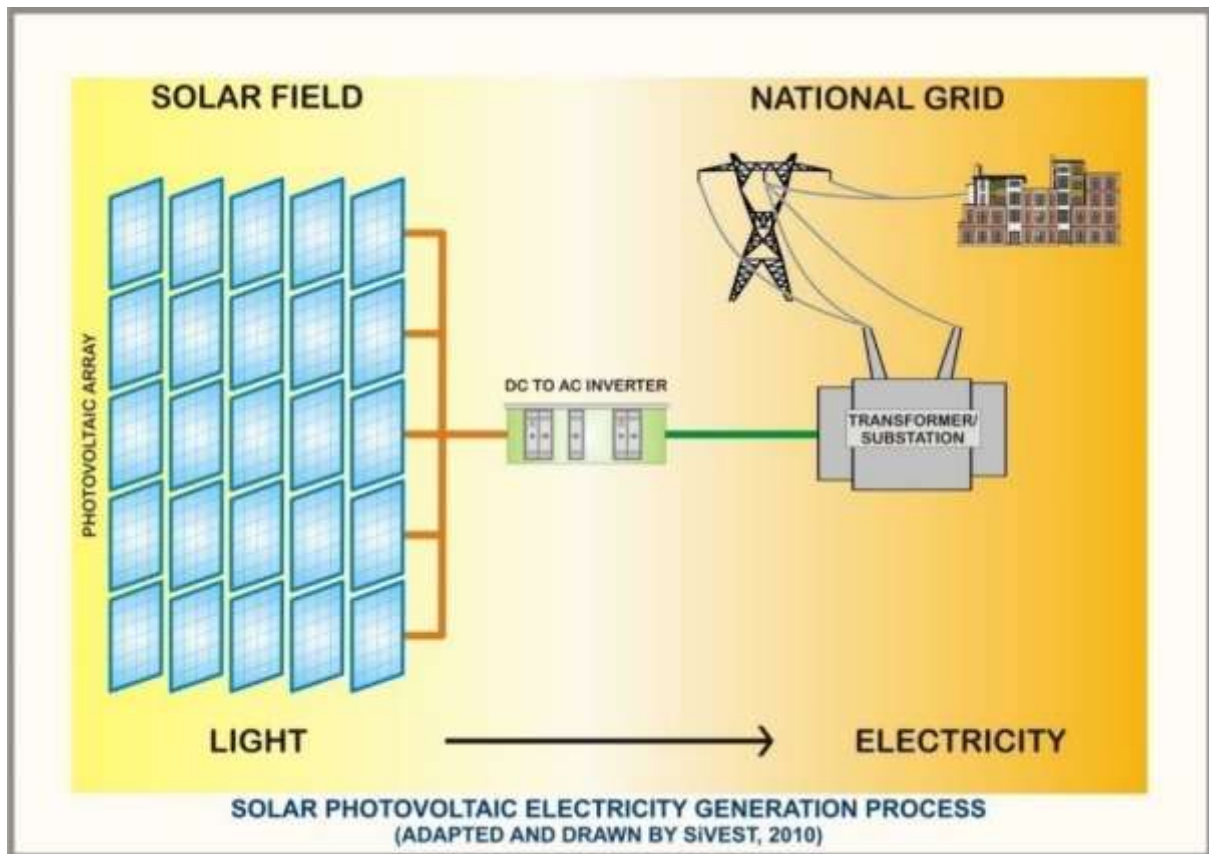 SOLAR FIELD
NATIONAL GRID
PHOTOVOLTAIC ARRAY
DC TO AC INVERTER
TRANSFORMER/
SUBSTATION
LIGHT
ELECTRICITY
SOLAR PHOTOVOLTAIC ELECTRICITY GENERATION PROCESS
(ADAPTED AND DRAWN BY SiVEST, 2010)